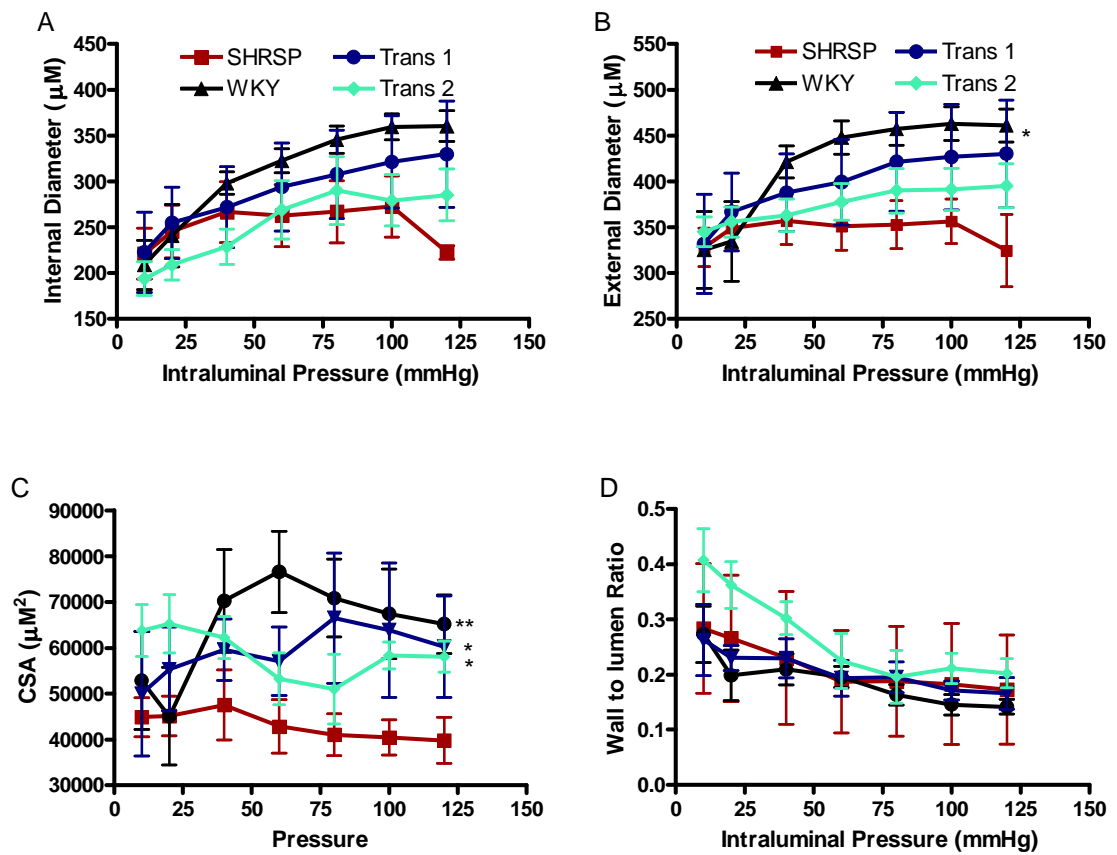 A
450
400
350
300
250
200
150
SHRSP
Trans 1
WKY
Trans 2
Internal Diameter ( μM)
0 25 50 75 100 125 150
Intraluminal Pressure (mmHg)
B
500
450
400
350
300
250
SHRSP
Trans 1
WKY
Trans 2
*
External Diameter ( μM)
0 25 50 75 100 125 150
Intraluminal Pressure (mmHg)
C
90000
80000
70000
60000
50000
40000
30000
**
*
*
CSA (μM²)
0 25 50 75 100 125 150
Pressure
D
0.5
0.4
0.3
0.2
0.1
0.0
Wall to lumen Ratio
0 25 50 75 100 125 150
Intraluminal Pressure (mmHg)